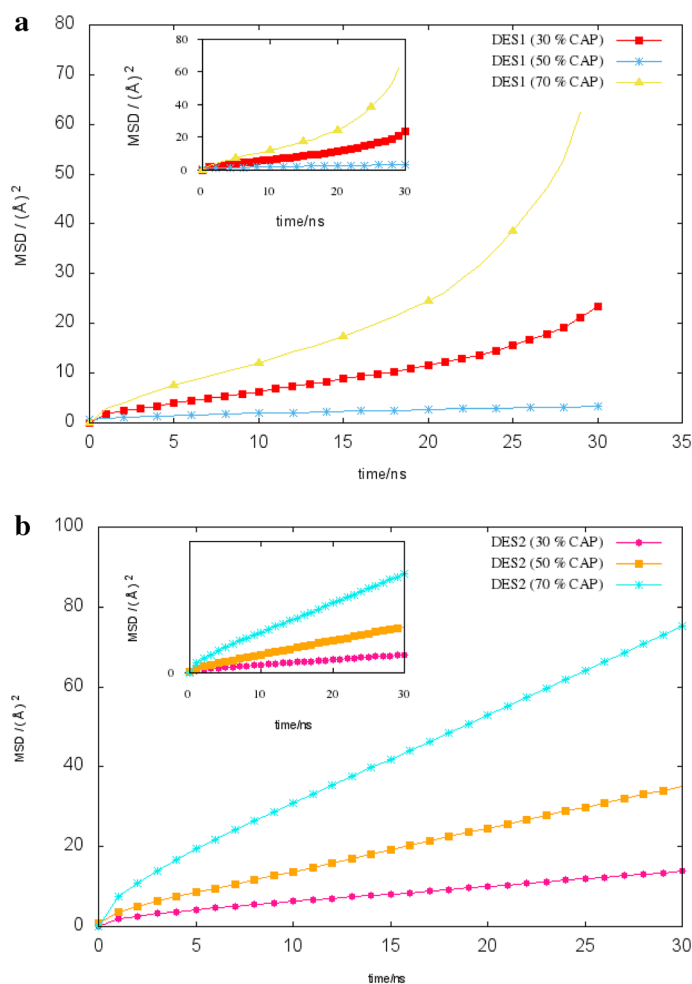 a
80
70
60
50
40
30
20
10
0
MSD / (Å) 2
0 5 10 15 20 25 30 35
time/ns
DES1 (30 % CAP)
DES1 (50 % CAP)
DES1 (70 % CAP)
80
60
40
20
0
MSD / (Å) 2
0 10 20 30
time/ns
b
100
80
60
40
20
0
MSD / (Å) 2
0 5 10 15 20 25 30
time/ns
DES2 (30 % CAP)
DES2 (50 % CAP)
DES2 (70 % CAP)
0
MSD / (Å) 2
0 10 20 30
time/ns